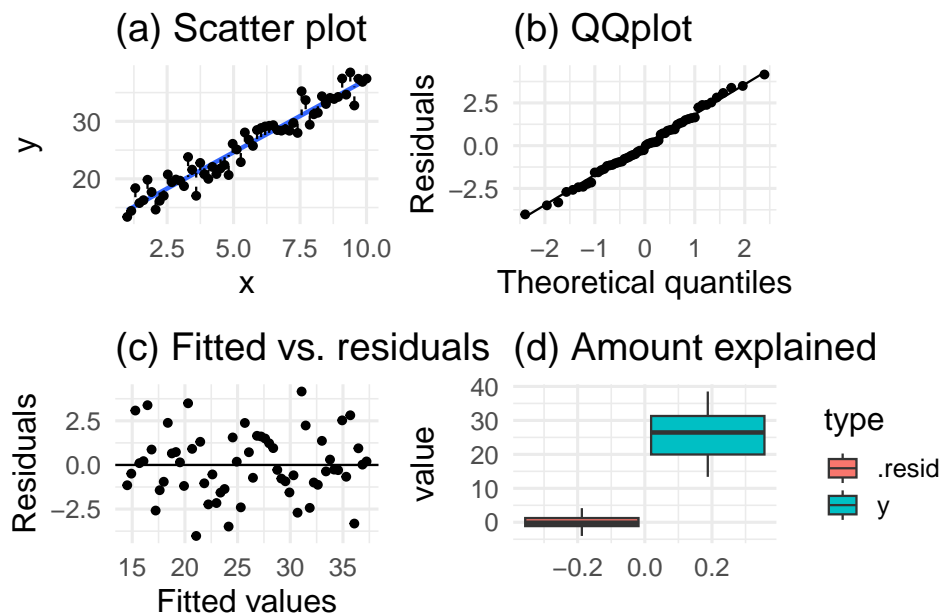 (a) Scatter plot
y
30
20
2.5 5.0 7.5 10.0
x
(b) QQplot
Residuals
2.5
0.0
−2.5
−2 −1 0 1 2
Theoretical quantiles
(c) Fitted vs. residuals
Residuals
2.5
0.0
−2.5
15 20 25 30 35
Fitted values
(d) Amount explained
value
40
30
20
10
0
−0.2 0.0 0.2
type
.resid
y